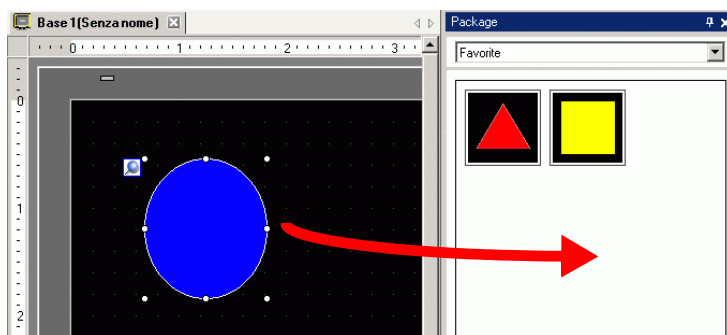 Base 1(Senza nome)
Package
0 1 2 3
Favorite
0
1
2